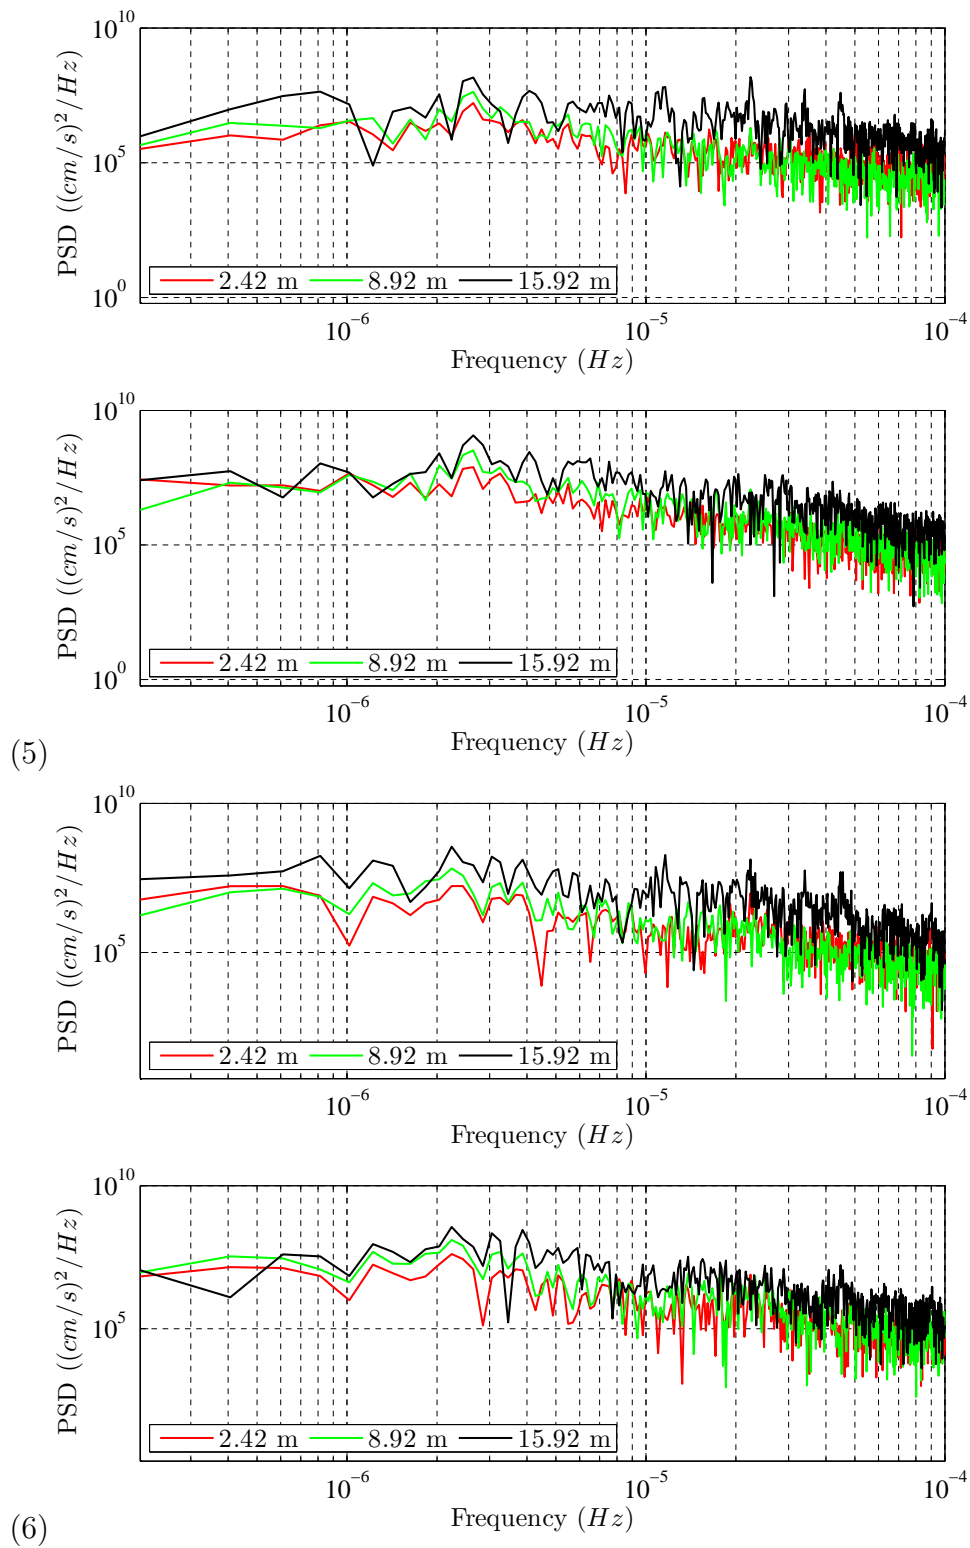 10^10
10^5
10^0
PSD ((cm/s)^2/Hz)
2.42 m 8.92 m 15.92 m
10^−6 10^−5 10^−4
Frequency (Hz)
10^10
10^5
10^0
PSD ((cm/s)^2/Hz)
2.42 m 8.92 m 15.92 m
10^−6 10^−5 10^−4
Frequency (Hz)
(5)
10^10
10^5
PSD ((cm/s)^2/Hz)
2.42 m 8.92 m 15.92 m
10^−6 10^−5 10^−4
Frequency (Hz)
10^10
10^5
PSD ((cm/s)^2/Hz)
2.42 m 8.92 m 15.92 m
10^−6 10^−5 10^−4
Frequency (Hz)
(6)